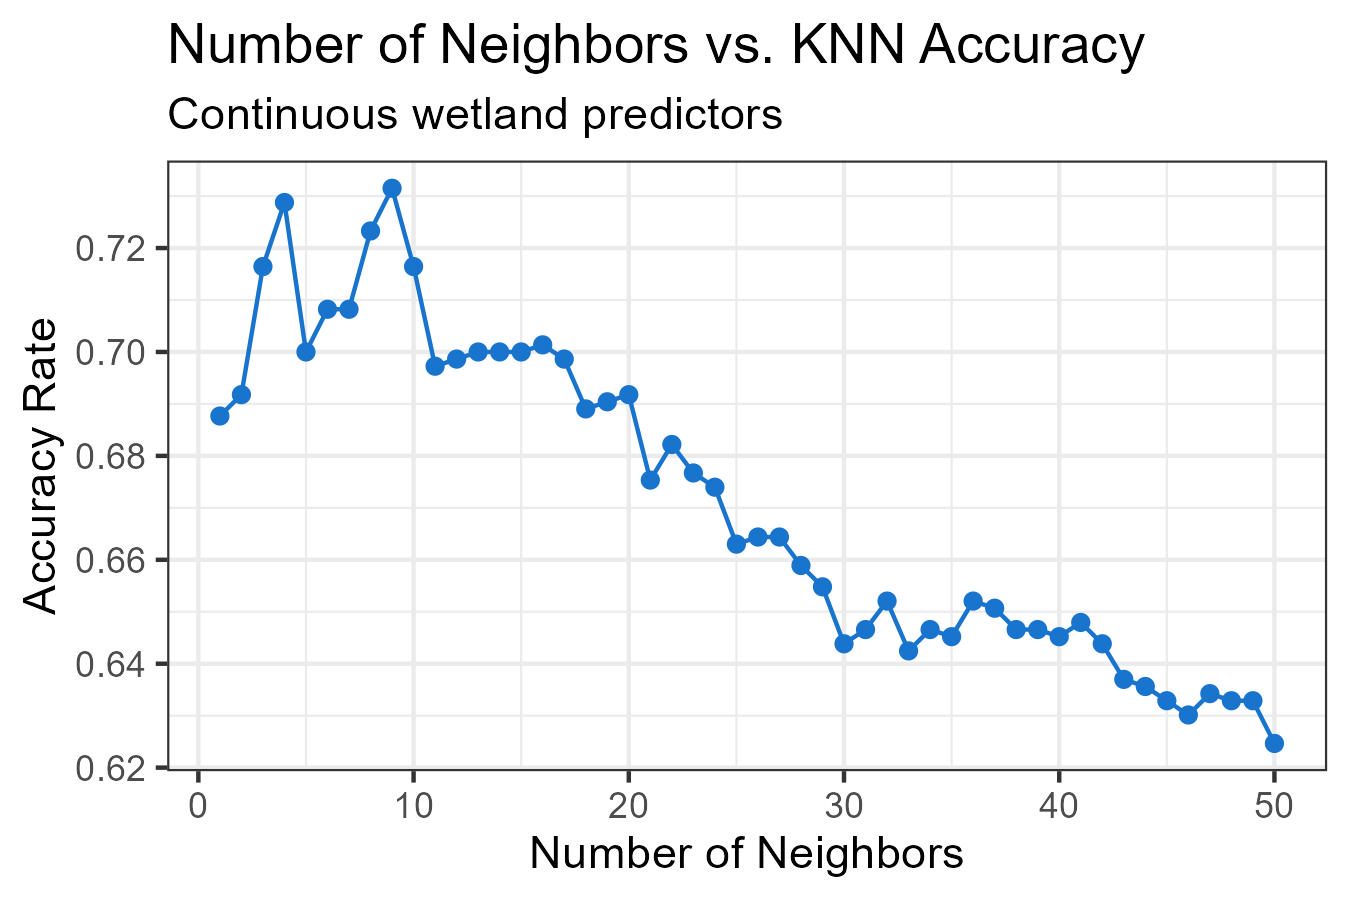 Number of Neighbors vs. KNN Accuracy
Continuous wetland predictors
Accuracy Rate
0.72
0.70
0.68
0.66
0.64
0.62
0 10 20 30 40 50
Number of Neighbors